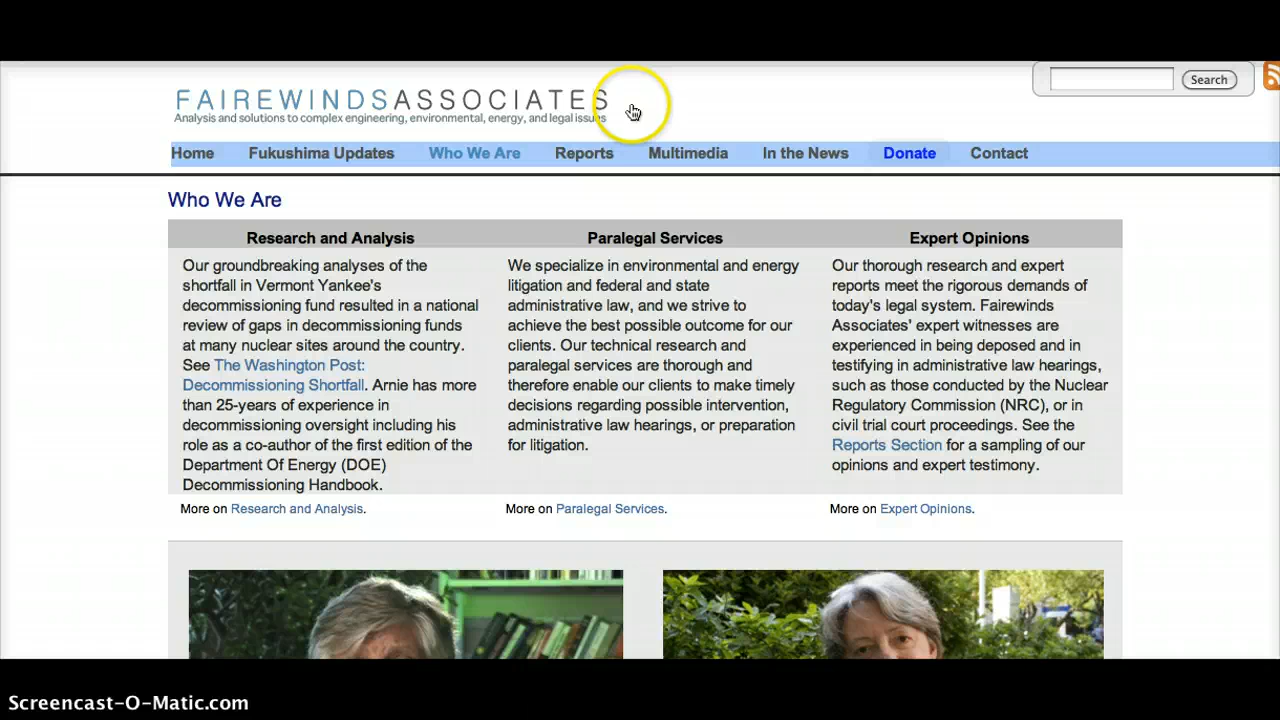 Search
FAIREWINDSASSOCIATES
Analysis and solutions to complex engineering, environmental, energy, and legal issues
Home Fukushima Updates Who We Are Reports Multimedia In the News Donate Contact
Who We Are
Research and Analysis
Our groundbreaking analyses of the
shortfall in Vermont Yankee's
decommissioning fund resulted in a national
review of gaps in decommissioning funds
at many nuclear sites around the country.
See The Washington Post:
Decommissioning Shortfall. Arnie has more
than 25-years of experience in
decommissioning oversight including his
role as a co-author of the first edition of the
Department Of Energy (DOE)
Decommissioning Handbook.
More on Research and Analysis.
Paralegal Services
We specialize in environmental and energy
litigation and federal and state
administrative law, and we strive to
achieve the best possible outcome for our
clients. Our technical research and
paralegal services are thorough and
therefore enable our clients to make timely
decisions regarding possible intervention,
administrative law hearings, or preparation
for litigation.
More on Paralegal Services.
Expert Opinions
Our thorough research and expert
reports meet the rigorous demands of
today's legal system. Fairewinds
Associates' expert witnesses are
experienced in being deposed and in
testifying in administrative law hearings,
such as those conducted by the Nuclear
Regulatory Commission (NRC), or in
civil trial court proceedings. See the
Reports Section for a sampling of our
opinions and expert testimony.
More on Expert Opinions.
Screencast-O-Matic.com